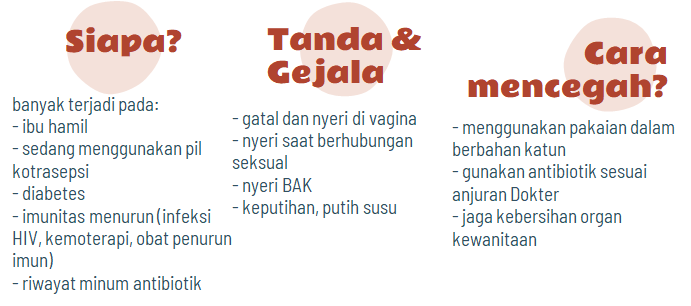 Siapa?
banyak terjadi pada:
- ibu hamil
- sedang menggunakan pil
kotrasepsi
- diabetes
- imunitas menurun (infeksi
HIV, kemoterapi, obat penurun
imun)
- riwayat minum antibiotik
Tanda &
Gejala
- gatal dan nyeri di vagina
- nyeri saat berhubungan
seksual
- nyeri BAK
- keputihan, putih susu
Cara
mencegah?
- menggunakan pakaian dalam
berbahan katun
- gunakan antibiotik sesuai
anjuran Dokter
- jaga kebersihan organ
kewanitaan